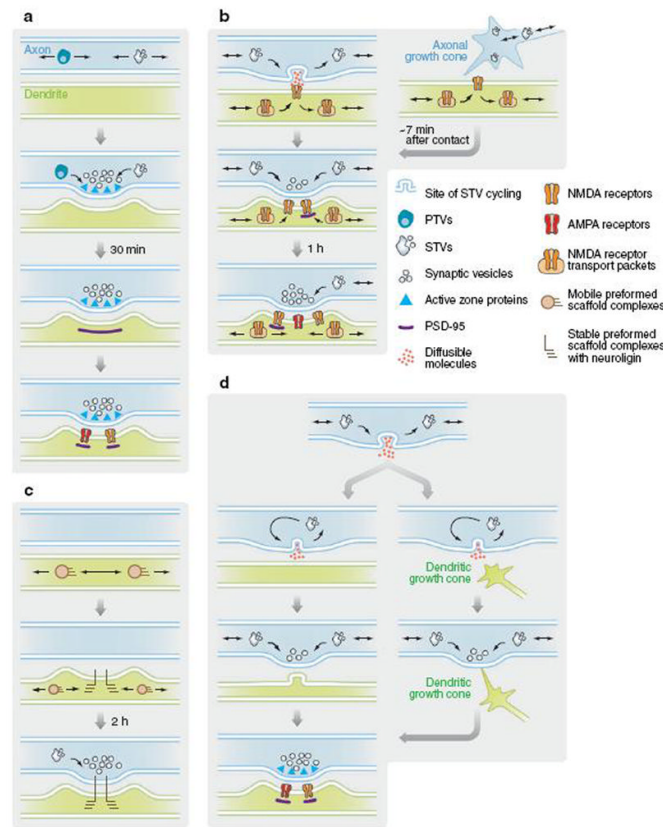 a
Axon
PTVs
STVs
Dendrite
30 min
b
Axonal
growth cone
~7 min
after contact
1 h
Site of STV cycling
PTVs
STVs
Synaptic vesicles
Active zone proteins
PSD-95
Diffusible
molecules
NMDA receptors
AMPA receptors
NMDA receptor
transport packets
Mobile preformed
scaffold complexes
Stable preformed
scaffold complexes
with neuroligin
c
2 h
d
Dendritic
growth cone
Dendritic
growth cone